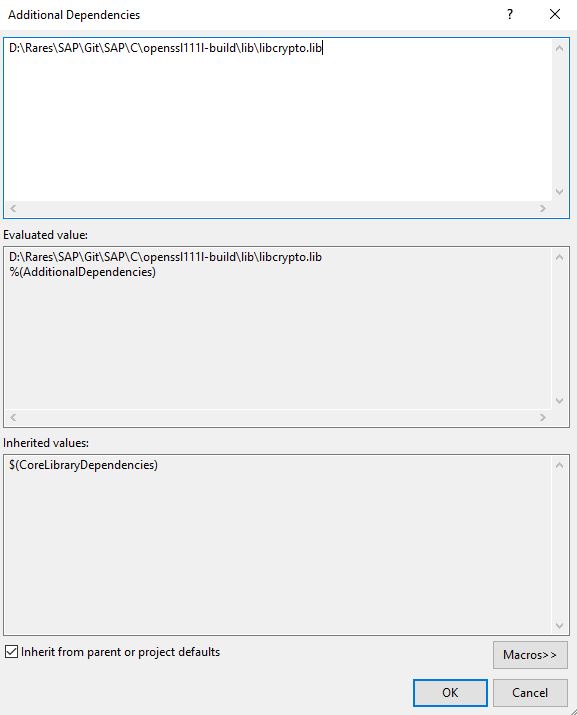 Additional Dependencies
D:\Rares\SAP\Git\SAP\C\openssl111l-build\lib\libcrypto.lib
Evaluated value:
D:\Rares\SAP\Git\SAP\C\openssl111l-build\lib\libcrypto.lib
%(AdditionalDependencies)
Inherited values:
$(CoreLibraryDependencies)
Inherit from parent or project defaults
Macros>>
OK
Cancel